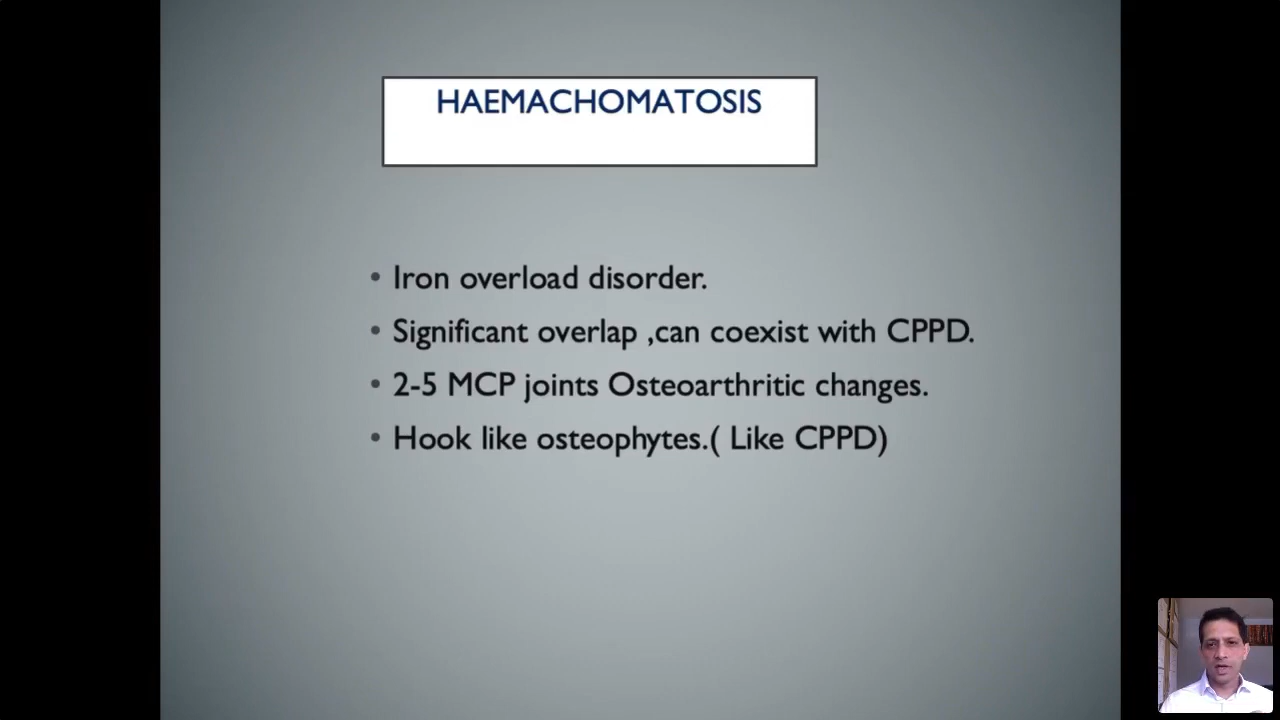 HAEMACHOMATOSIS
• Iron overload disorder.
• Significant overlap ,can coexist with CPPD.
• 2-5 MCP joints Osteoarthritic changes.
• Hook like osteophytes.( Like CPPD)